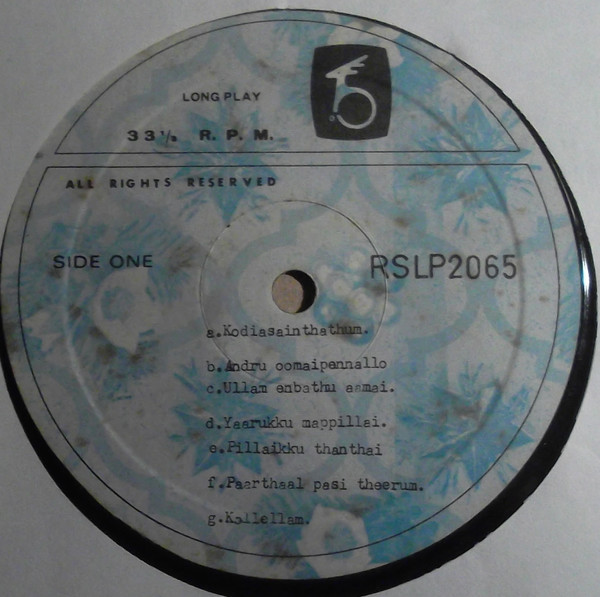 LONG PLAY
33⅓ R. P. M.
ALL RIGHTS RESERVED
SIDE ONE
RSLP2065
a.Kodiasainthathum.
b.Andru oomaipennallo
c.Ullam enbathu aamai.
d.Yaarukku mappillai.
e.Pillaikku thanthai
f.Paarthaal pasi theerum.
g.Kallellam.